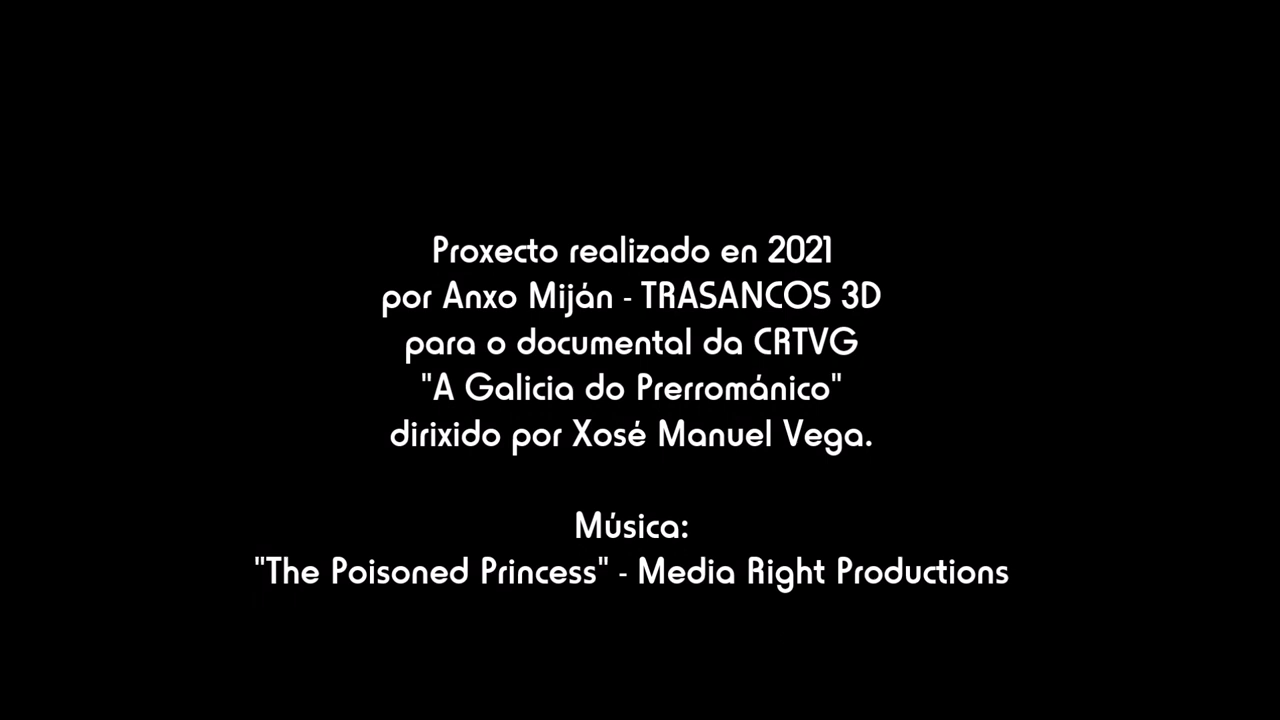 Proxecto realizado en 2021
por Anxo Miján - TRASANCOS 3D
para o documental da CRTVG
"A Galicia do Prerrománico"
dirixido por Xosé Manuel Vega.
Música:
"The Poisoned Princess" - Media Right Productions